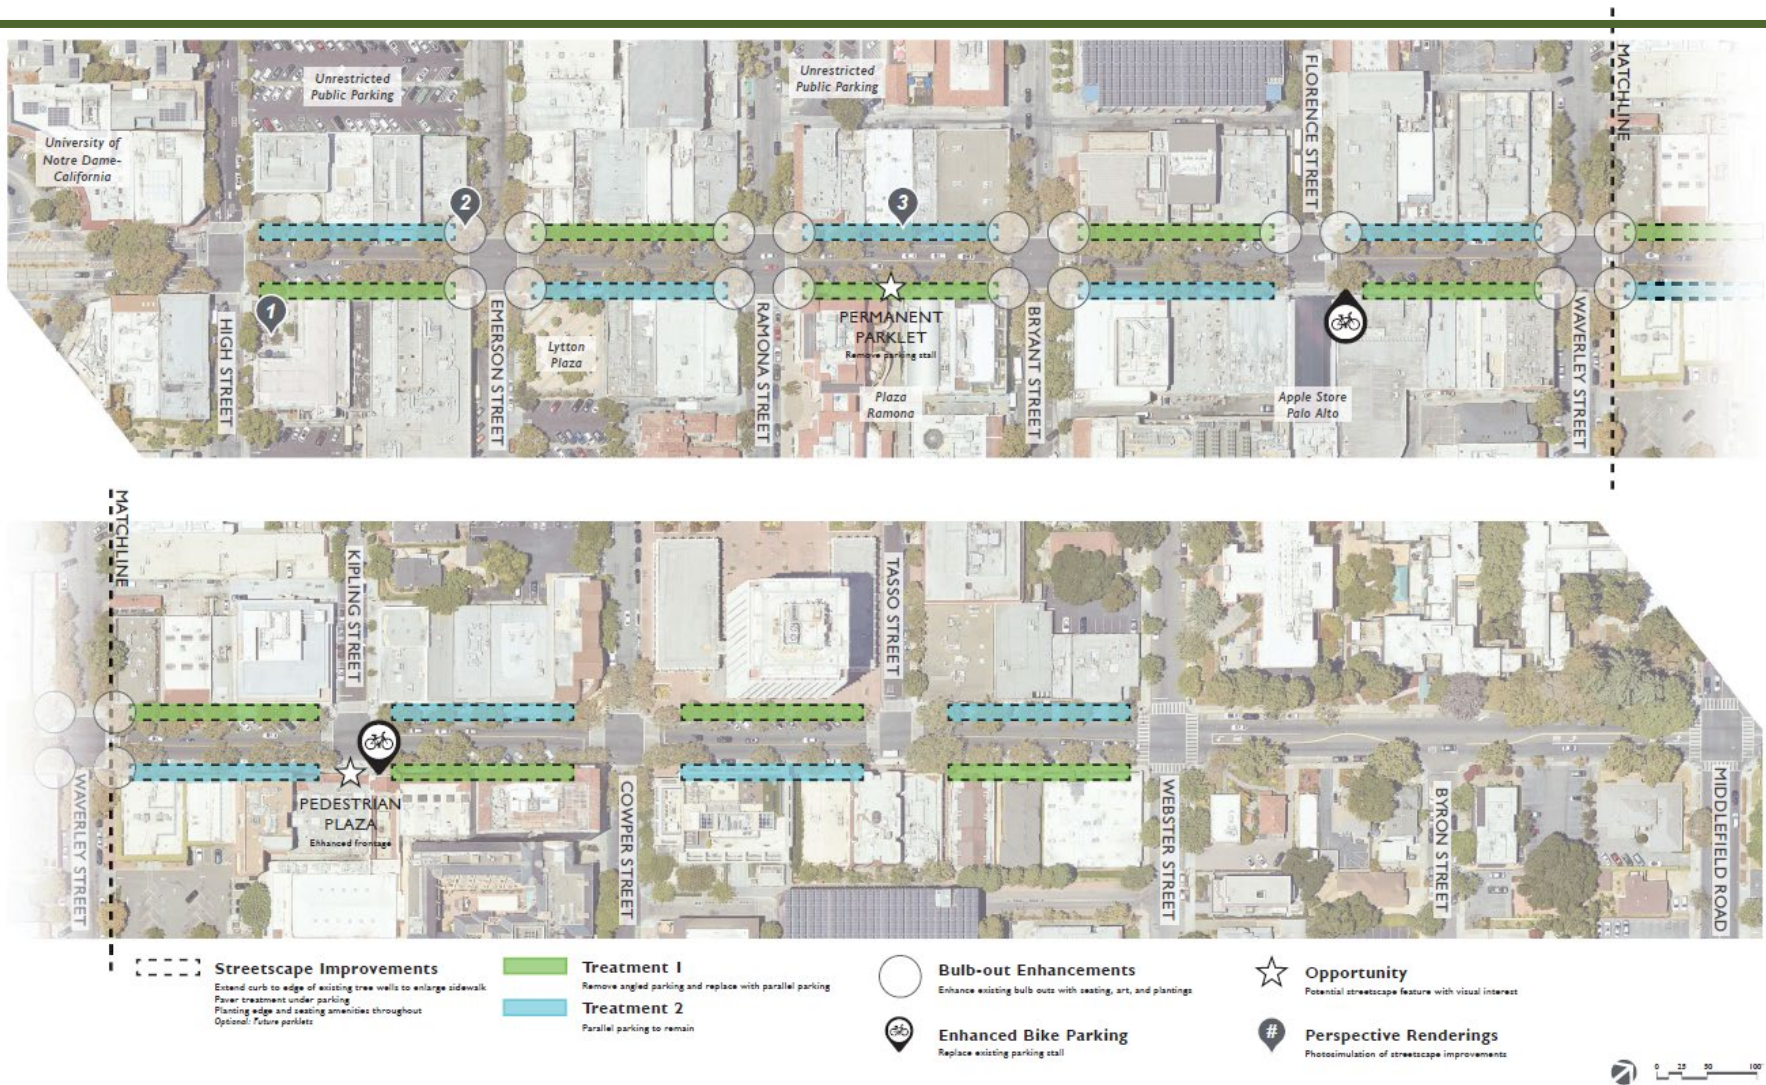 Unrestricted
Public Parking
Unrestricted
Public Parking
University of
Notre Dame-
California
FLORENCE STREET
MATCHLINE
2
3
1
HIGH STREET
EMERSON STREET
Lytton
Plaza
RAMONA STREET
PERMANENT
PARKLET
Remove parking stall
Plaza
Ramona
BRYANT STREET
Apple Store
Palo Alto
WAVERLEY STREET
MATCHLINE
KIPLING STREET
TASSO STREET
WAVERLEY STREET
PEDESTRIAN
PLAZA
Enhanced frontage
COWPER STREET
WEBSTER STREET
BYRON STREET
MIDDLEFIELD ROAD
Streetscape Improvements
Extend curb to edge of existing tree wells to enlarge sidewalk
Paver treatment under parking
Planting edge and seating amenities throughout
Optional: Future parklets
Treatment 1
Remove angled parking and replace with parallel parking
Treatment 2
Parallel parking to remain
Bulb-out Enhancements
Enhance existing bulb outs with seating, art, and plantings
Enhanced Bike Parking
Replace existing parking stall
Opportunity
Potential streetscape feature with visual interest
#
Perspective Renderings
Photosimulation of streetscape improvements
0 25 50 100'